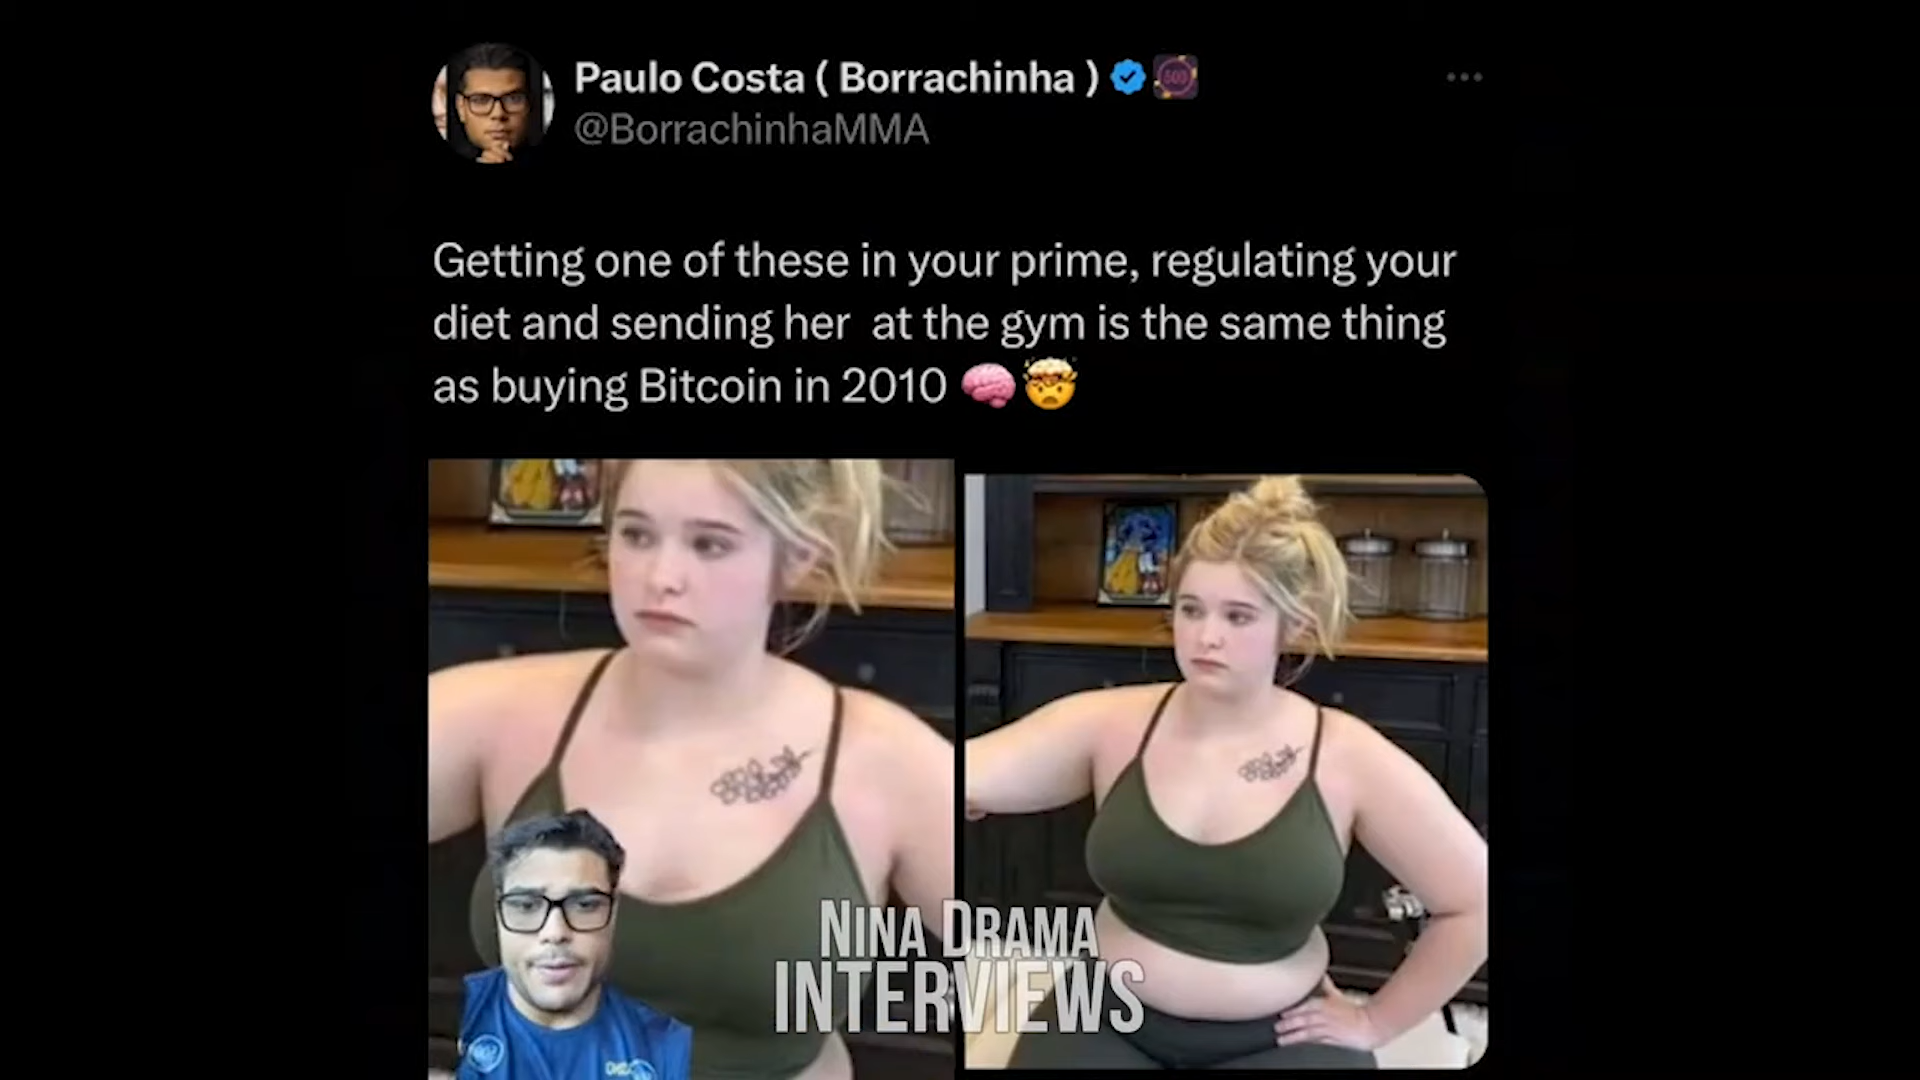 Paulo Costa ( Borrachinha )
@BorrachinhaMMA
Getting one of these in your prime, regulating your
diet and sending her  at the gym is the same thing
as buying Bitcoin in 2010 🧠🤯
NINA DRAMA
INTERVIEWS